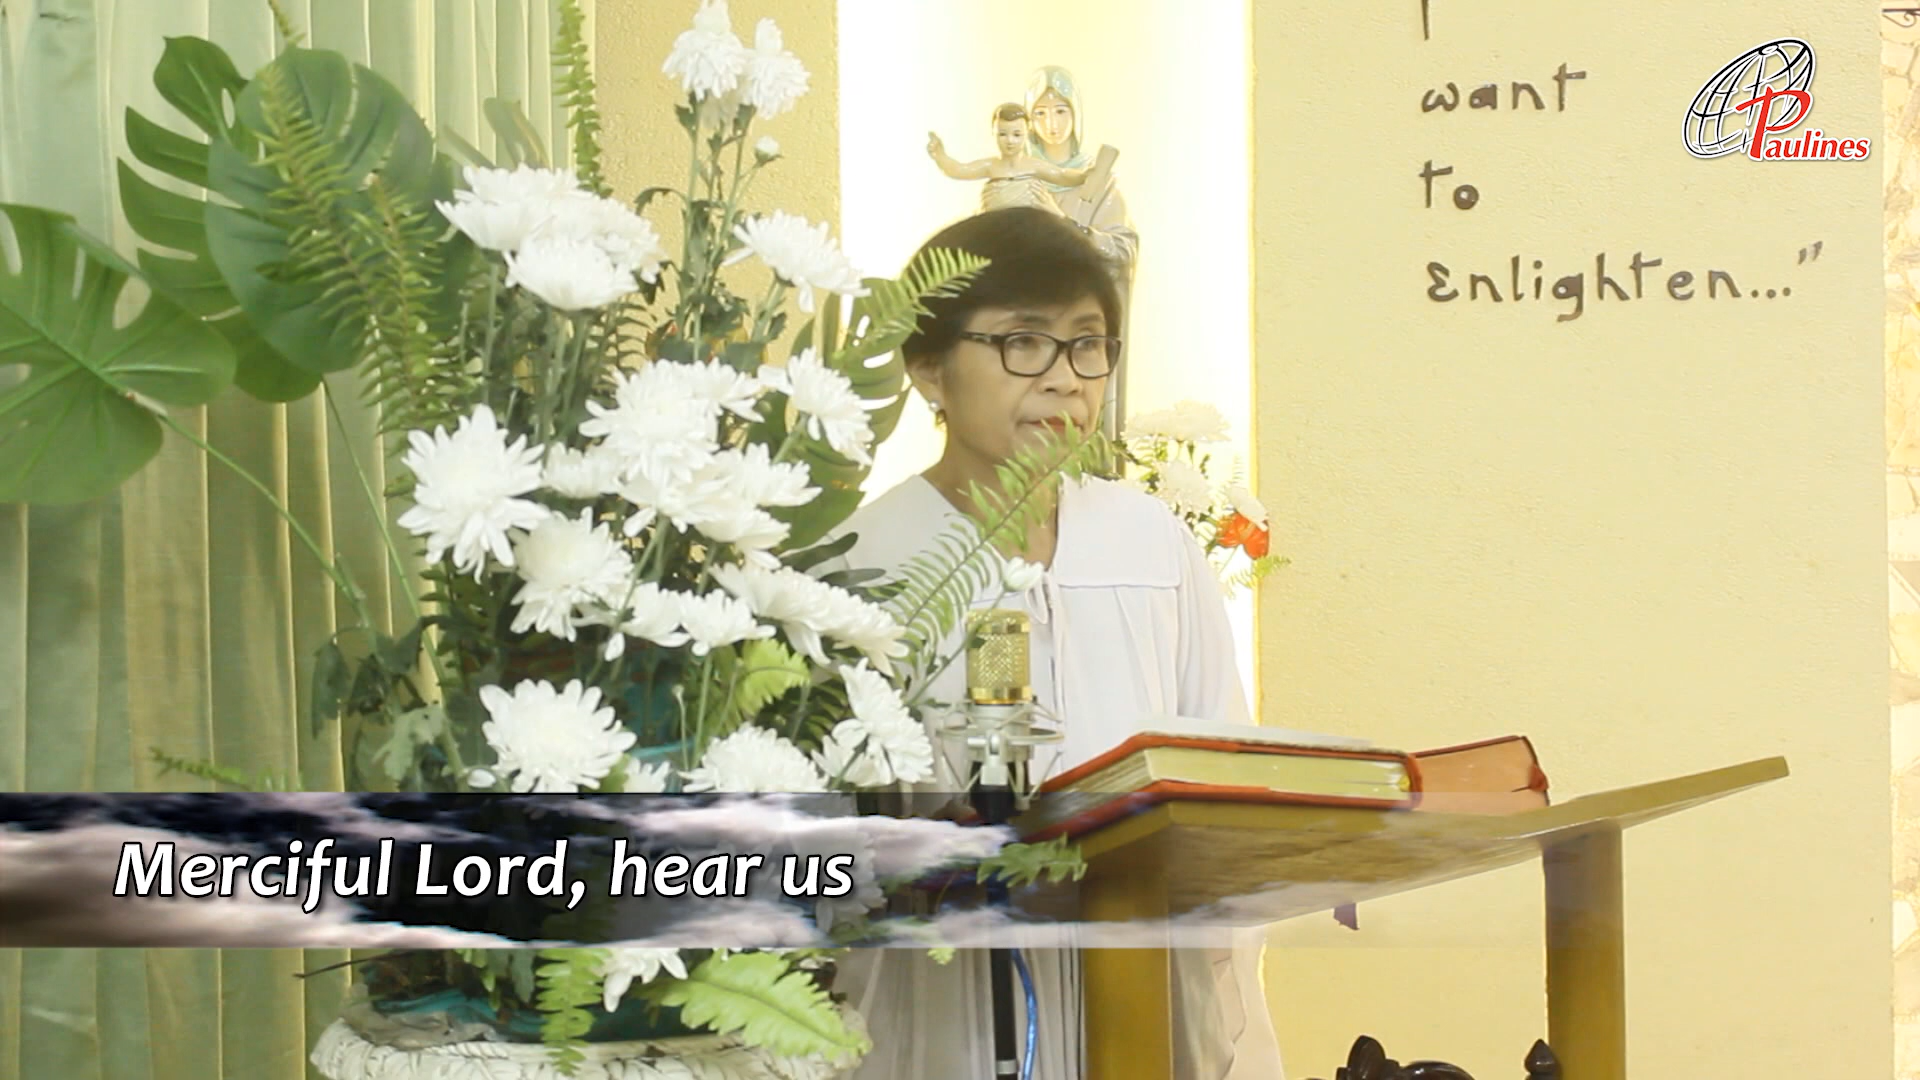 I
want
to
Enlighten..."
Paulines
Merciful Lord, hear us